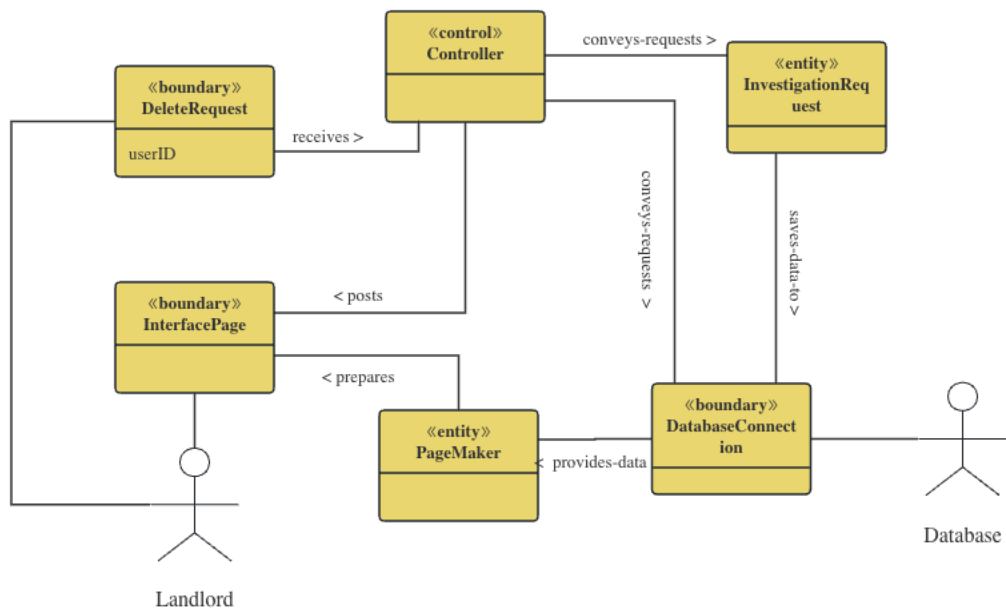 «control»
Controller
conveys-requests >
«entity»
InvestigationReq
uest
«boundary»
DeleteRequest
userID
receives >
conveys-requests >
saves-data-to >
«boundary»
InterfacePage
< posts
< prepares
«entity»
PageMaker
< provides-data
«boundary»
DatabaseConnect
ion
Database
Landlord